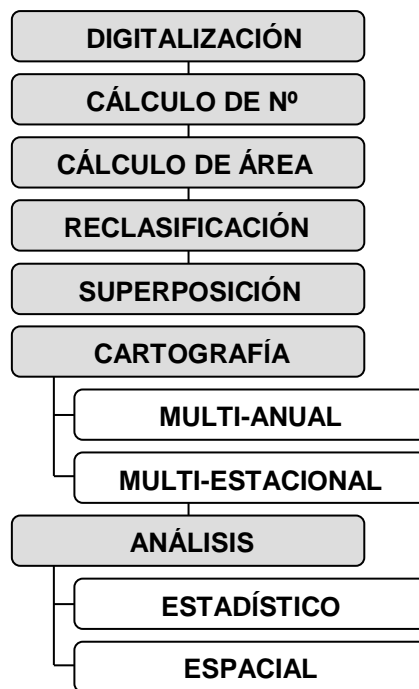 DIGITALIZACIÓN
CÁLCULO DE Nº
CÁLCULO DE ÁREA
RECLASIFICACIÓN
SUPERPOSICIÓN
CARTOGRAFÍA
MULTI-ANUAL
MULTI-ESTACIONAL
ANÁLISIS
ESTADÍSTICO
ESPACIAL